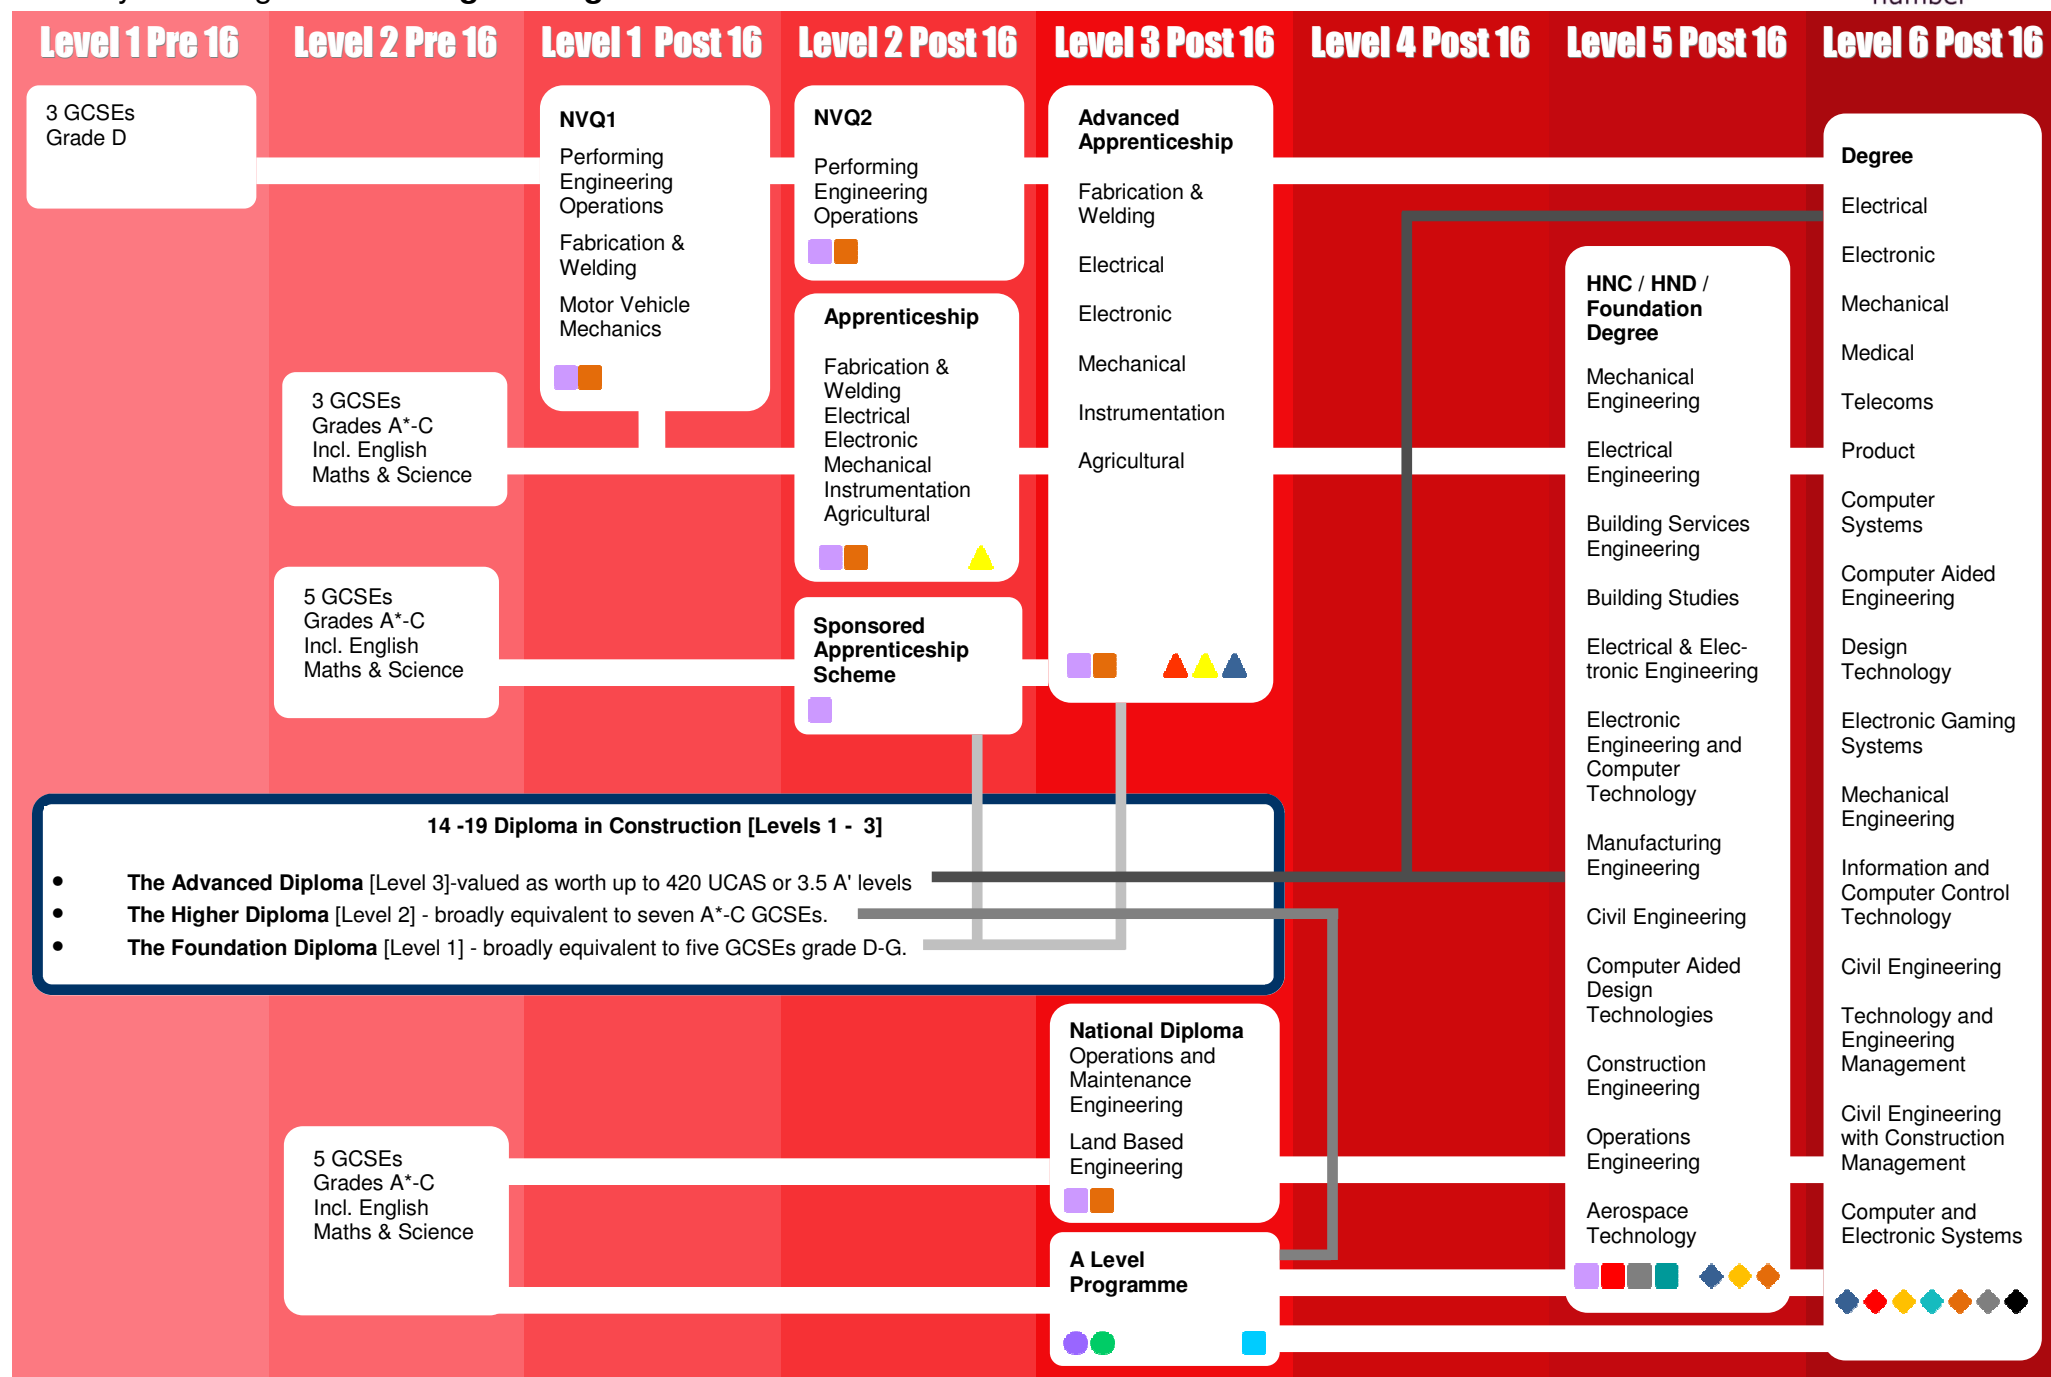 Engineering
number
Level 1 Pre 16
Level 2 Pre 16
Level 1 Post 16
Level 2 Post 16
Level 3 Post 16
Level 4 Post 16
Level 5 Post 16
Level 6 Post 16
3 GCSEs
Grade D
3 GCSEs
Grades A*-C
Incl. English
Maths & Science
5 GCSEs
Grades A*-C
Incl. English
Maths & Science
NVQ1
Performing
Engineering
Operations
Fabrication &
Welding
Motor Vehicle
Mechanics
NVQ2
Performing
Engineering
Operations
Apprenticeship
Fabrication &
Welding
Electrical
Electronic
Mechanical
Instrumentation
Agricultural
Sponsored
Apprenticeship
Scheme
Advanced
Apprenticeship
Fabrication &
Welding
Electrical
Electronic
Mechanical
Instrumentation
Agricultural
14 -19 Diploma in Construction [Levels 1 - 3]
• The Advanced Diploma [Level 3]-valued as worth up to 420 UCAS or 3.5 A' levels
• The Higher Diploma [Level 2] - broadly equivalent to seven A*-C GCSEs.
• The Foundation Diploma [Level 1] - broadly equivalent to five GCSEs grade D-G.
5 GCSEs
Grades A*-C
Incl. English
Maths & Science
National Diploma
Operations and
Maintenance
Engineering
Land Based
Engineering
A Level
Programme
HNC / HND /
Foundation
Degree
Mechanical
Engineering
Electrical
Engineering
Building Services
Engineering
Building Studies
Electrical & Elec-
tronic Engineering
Electronic
Engineering and
Computer
Technology
Manufacturing
Engineering
Civil Engineering
Computer Aided
Design
Technologies
Construction
Engineering
Operations
Engineering
Aerospace
Technology
Degree
Electrical
Electronic
Mechanical
Medical
Telecoms
Product
Computer
Systems
Computer Aided
Engineering
Design
Technology
Electronic Gaming
Systems
Mechanical
Engineering
Information and
Computer Control
Technology
Civil Engineering
Technology and
Engineering
Management
Civil Engineering
with Construction
Management
Computer and
Electronic Systems